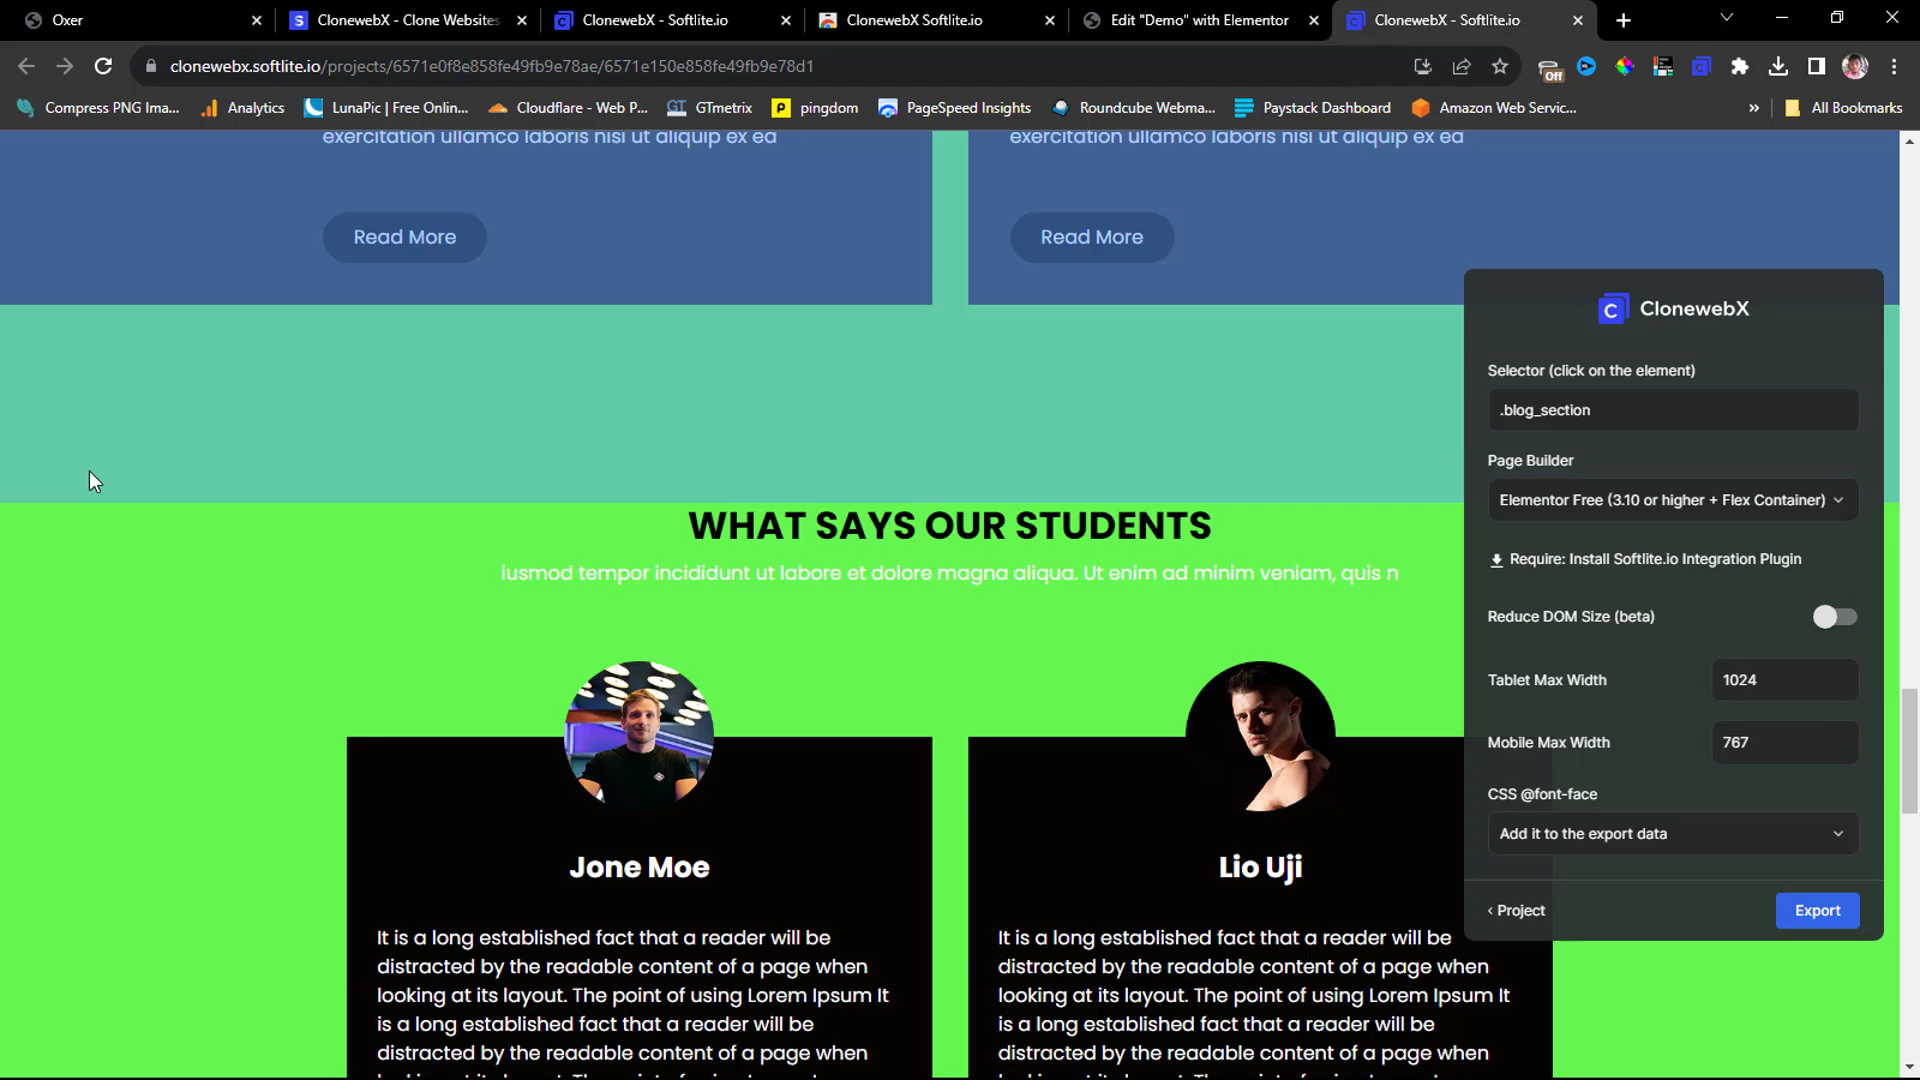 Oxer
ClonewebX - Clone Websites
ClonewebX - Softlite.io
ClonewebX Softlite.io
Edit "Demo" with Elementor
ClonewebX - Softlite.io
clonewebx.softlite.io/projects/6571e0f8e858fe49fb9e78ae/6571e150e858fe49fb9e78d1
Off
Compress PNG Ima...
Analytics
LunaPic | Free Onlin...
Cloudflare - Web P...
GTmetrix
pingdom
PageSpeed Insights
Roundcube Webma...
Paystack Dashboard
Amazon Web Servic...
»
All Bookmarks
exercitation ullamco laboris nisi ut aliquip ex ed
exercitation ullamco laboris nisi ut aliquip ex ed
Read More
Read More
WHAT SAYS OUR STUDENTS
iusmod tempor incididunt ut labore et dolore magna aliqua. Ut enim ad minim veniam, quis n
Jone Moe
It is a long established fact that a reader will be
distracted by the readable content of a page when
looking at its layout. The point of using Lorem Ipsum It
is a long established fact that a reader will be
distracted by the readable content of a page when
Lio Uji
It is a long established fact that a reader will be
distracted by the readable content of a page when
looking at its layout. The point of using Lorem Ipsum It
is a long established fact that a reader will be
distracted by the readable content of a page when
C ClonewebX
Selector (click on the element)
.blog_section
Page Builder
Elementor Free (3.10 or higher + Flex Container)
Require: Install Softlite.io Integration Plugin
Reduce DOM Size (beta)
Tablet Max Width
1024
Mobile Max Width
767
CSS @font-face
Add it to the export data
‹ Project
Export